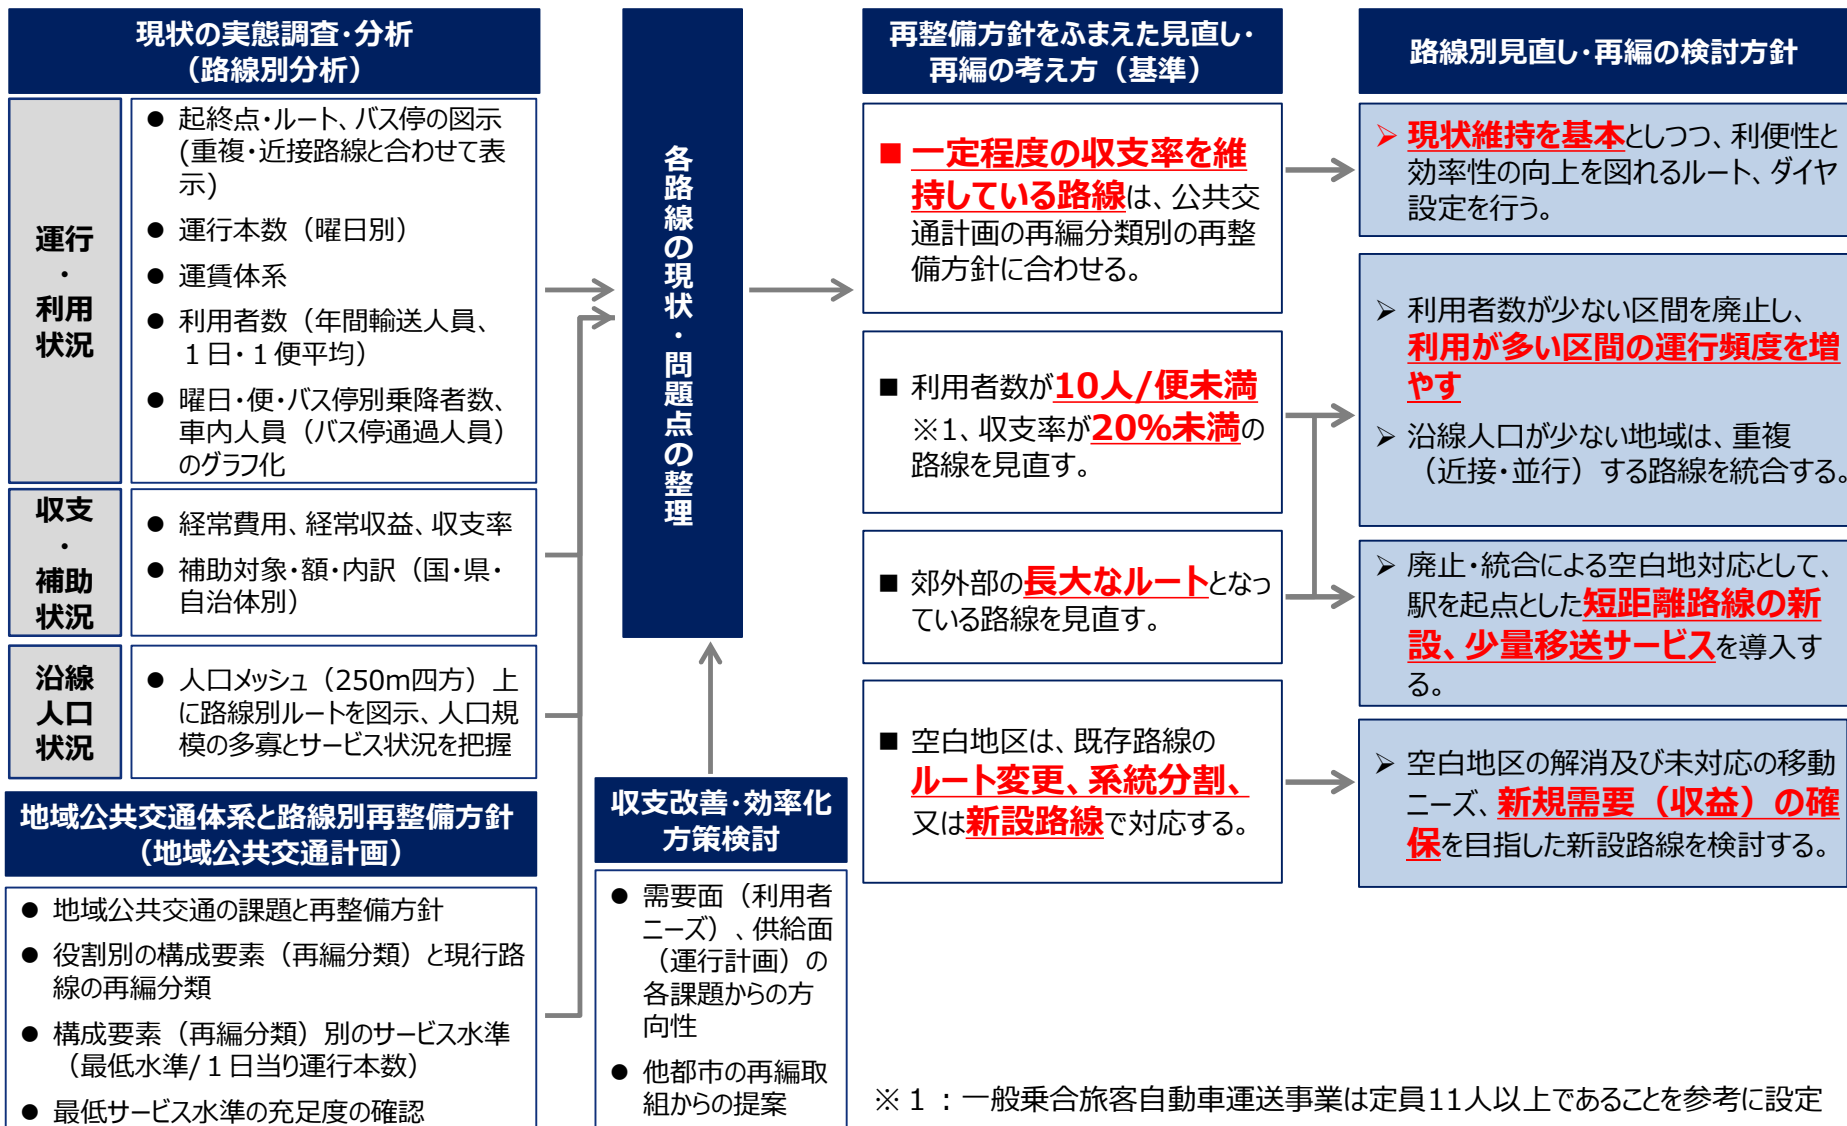 現状の実態調査・分析
（路線別分析）
運行
・
利用
状況
● 起終点・ルート、バス停の図示
(重複・近接路線と合わせて表
示)
● 運行本数（曜日別）
● 運賃体系
● 利用者数（年間輸送人員、
１日・１便平均）
● 曜日・便・バス停別乗降者数、
車内人員（バス停通過人員）
のグラフ化
収支
・
補助
状況
● 経常費用、経常収益、収支率
● 補助対象・額・内訳（国・県・
自治体別）
沿線
人口
状況
● 人口メッシュ（250m四方）上
に路線別ルートを図示、人口規
模の多寡とサービス状況を把握
地域公共交通体系と路線別再整備方針
（地域公共交通計画）
● 地域公共交通の課題と再整備方針
● 役割別の構成要素（再編分類）と現行路
線の再編分類
● 構成要素（再編分類）別のサービス水準
（最低水準/１日当り運行本数）
● 最低サービス水準の充足度の確認
各路線の現状・問題点の整理
収支改善・効率化
方策検討
● 需要面（利用者
ニーズ）、供給面
（運行計画）の
各課題からの方
向性
● 他都市の再編取
組からの提案
再整備方針をふまえた見直し・
再編の考え方（基準）
■ 一定程度の収支率を維
持している路線は、公共交
通計画の再編分類別の再整
備方針に合わせる。
■ 利用者数が10人/便未満
※1、収支率が20%未満の
路線を見直す。
■ 郊外部の長大なルートとなっ
ている路線を見直す。
■ 空白地区は、既存路線の
ルート変更、系統分割、
又は新設路線で対応する。
路線別見直し・再編の検討方針
➢ 現状維持を基本としつつ、利便性と
効率性の向上を図れるルート、ダイヤ
設定を行う。
➢ 利用者数が少ない区間を廃止し、
利用が多い区間の運行頻度を増
やす
➢ 沿線人口が少ない地域は、重複
（近接・並行）する路線を統合する。
➢ 廃止・統合による空白地対応として、
駅を起点とした短距離路線の新
設、少量移送サービスを導入す
る。
➢ 空白地区の解消及び未対応の移動
ニーズ、新規需要（収益）の確
保を目指した新設路線を検討する。
※１：一般乗合旅客自動車運送事業は定員11人以上であることを参考に設定